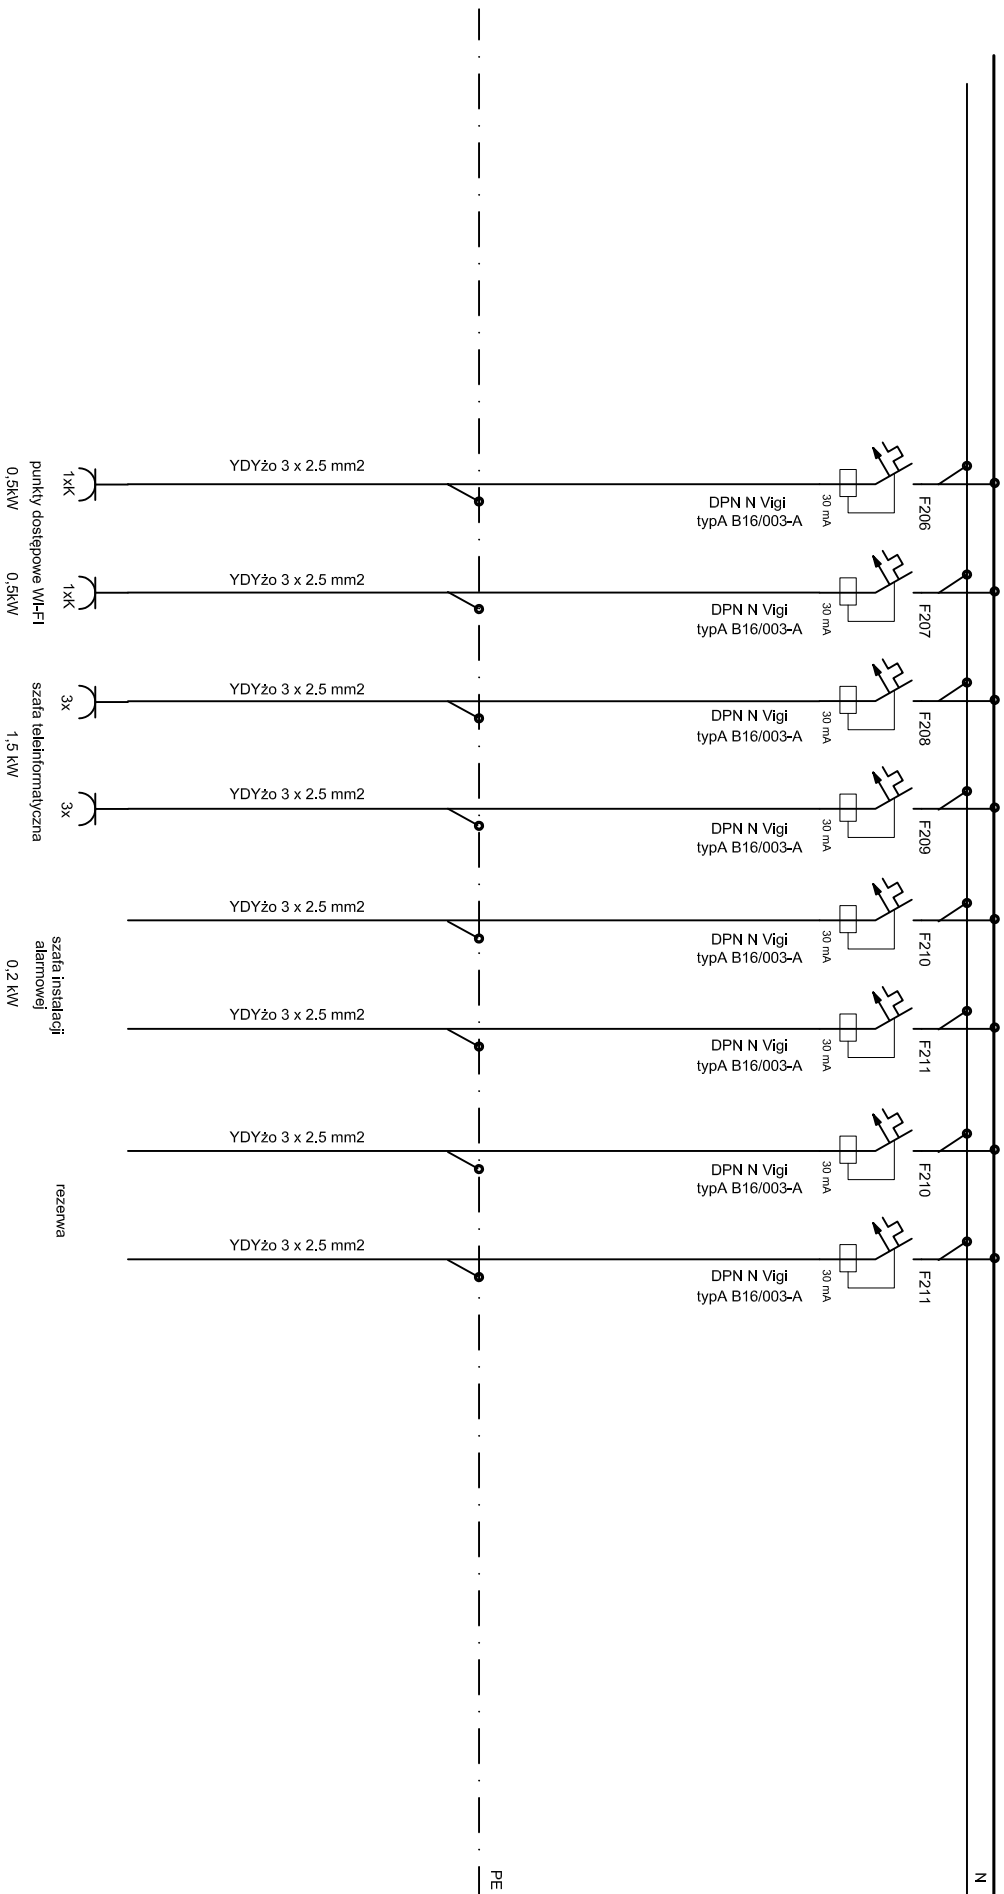 N
F206
30 mA
DPN N Vigi
typA B16/003-A
YDYżo 3 x 2.5 mm2
1xK
F207
30 mA
DPN N Vigi
typA B16/003-A
YDYżo 3 x 2.5 mm2
1xK
punkty dostępowe WI-FI
0,5kW
0,5kW
F208
30 mA
DPN N Vigi
typA B16/003-A
YDYżo 3 x 2.5 mm2
3x
F209
30 mA
DPN N Vigi
typA B16/003-A
YDYżo 3 x 2.5 mm2
3x
szafa teleinformatyczna
1,5 kW
F210
30 mA
DPN N Vigi
typA B16/003-A
YDYżo 3 x 2.5 mm2
F211
30 mA
DPN N Vigi
typA B16/003-A
YDYżo 3 x 2.5 mm2
szafa instalacji
alarmowej
0,2 kW
F210
30 mA
DPN N Vigi
typA B16/003-A
YDYżo 3 x 2.5 mm2
F211
30 mA
DPN N Vigi
typA B16/003-A
YDYżo 3 x 2.5 mm2
rezerwa
PE